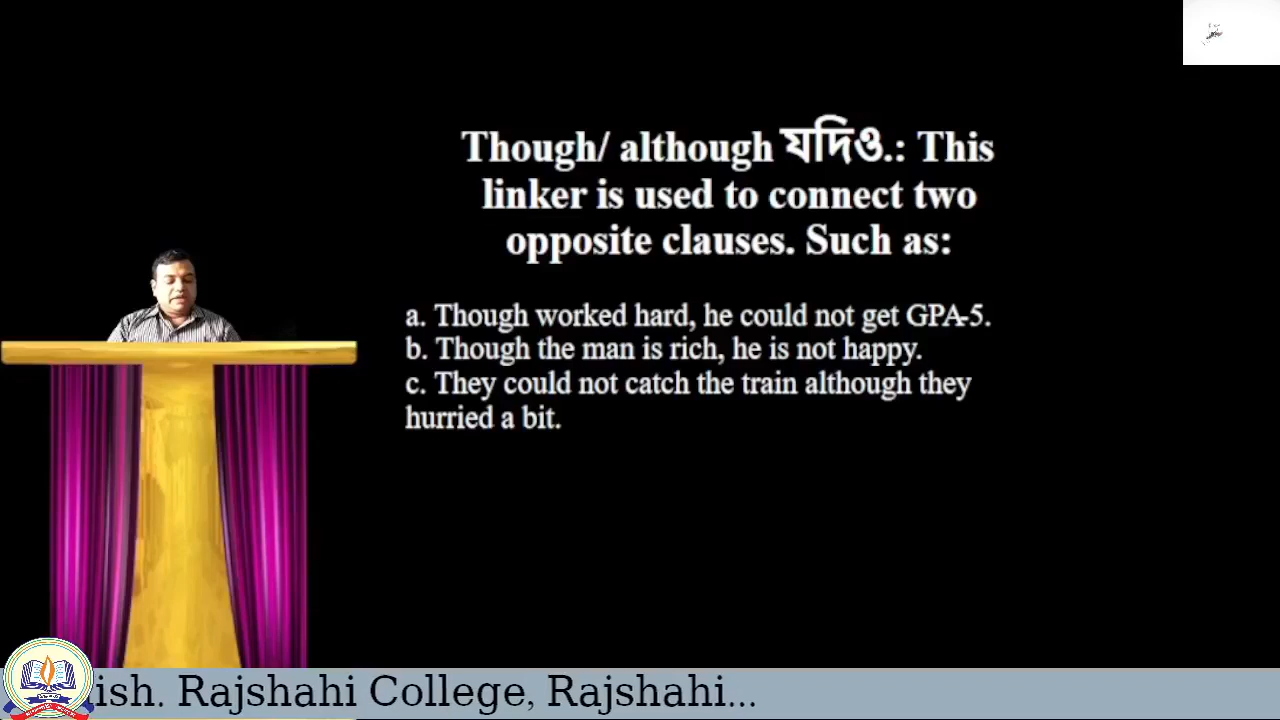 Though/ although যদিও.: This
linker is used to connect two
opposite clauses. Such as:
a. Though worked hard, he could not get GPA-5.
b. Though the man is rich, he is not happy.
c. They could not catch the train although they
hurried a bit.
ish. Rajshahi College, Rajshahi...